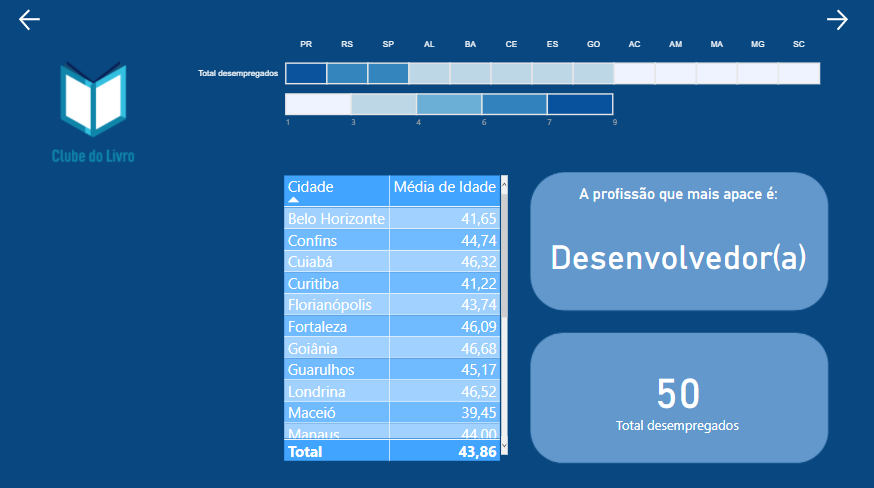 PR RS SP AL BA CE ES GO AC AM MA MG SC
Total desempregados
1 3 4 6 7 9
Clube do Livro
Cidade Média de Idade
Belo Horizonte 41,65
Confins 44,74
Cuiabá 46,32
Curitiba 41,22
Florianópolis 43,74
Fortaleza 46,09
Goiânia 46,68
Guarulhos 45,17
Londrina 46,52
Maceió 39,45
Manaus 44,00
Total 43,86
A profissão que mais apace é:
Desenvolvedor(a)
50
Total desempregados